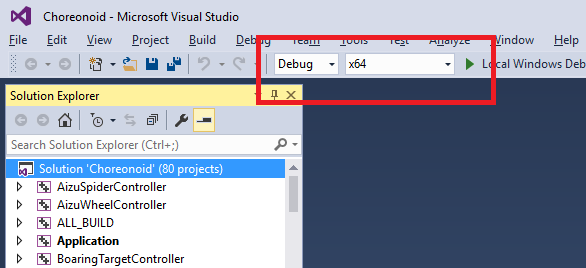 Choreonoid - Microsoft Visual Studio
File Edit View Project Build Debug Team Tools Test Analyze Window Help
Debug x64 Local Windows Deb
Solution Explorer
Search Solution Explorer (Ctrl+;)
Solution 'Choreonoid' (80 projects)
AizuSpiderController
AizuWheelController
ALL_BUILD
Application
BoaringTargetController